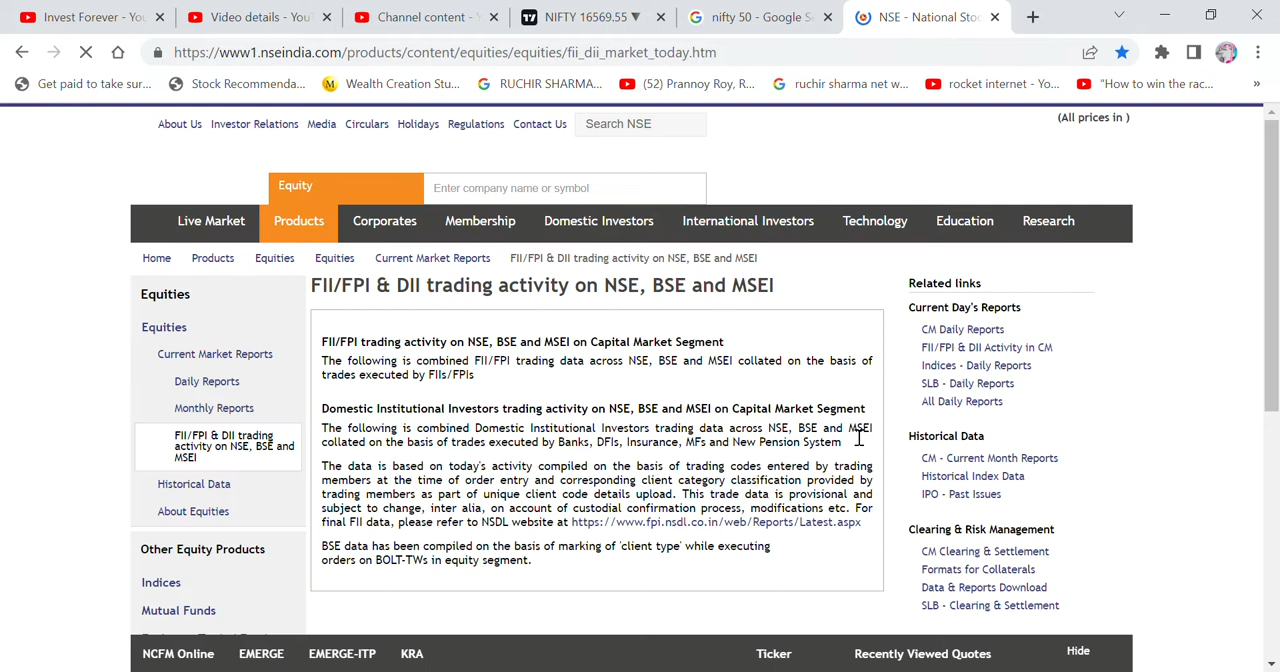 Invest Forever - You
Video details - YouT
Channel content - Y
NIFTY 16569.55 ▼
nifty 50 - Google Se
NSE - National Stoc
https://www1.nseindia.com/products/content/equities/equities/fii_dii_market_today.htm
Get paid to take sur...
Stock Recommenda...
Wealth Creation Stu...
RUCHIR SHARMA...
(52) Prannoy Roy, R...
ruchir sharma net w...
rocket internet - Yo...
"How to win the rac...
»
About Us Investor Relations Media Circulars Holidays Regulations Contact Us Search NSE
(All prices in )
Equity
Enter company name or symbol
Live Market Products Corporates Membership Domestic Investors International Investors Technology Education Research
Home Products Equities Equities Current Market Reports FII/FPI & DII trading activity on NSE, BSE and MSEI
Equities
Equities
Current Market Reports
Daily Reports
Monthly Reports
FII/FPI & DII trading
activity on NSE, BSE and
MSEI
Historical Data
About Equities
Other Equity Products
Indices
Mutual Funds
FII/FPI & DII trading activity on NSE, BSE and MSEI
FII/FPI trading activity on NSE, BSE and MSEI on Capital Market Segment
The following is combined FII/FPI trading data across NSE, BSE and MSEI collated on the basis of
trades executed by FIIs/FPIs
Domestic Institutional Investors trading activity on NSE, BSE and MSEI on Capital Market Segment
The following is combined Domestic Institutional Investors trading data across NSE, BSE and MSEI
collated on the basis of trades executed by Banks, DFIs, Insurance, MFs and New Pension System
The data is based on today's activity compiled on the basis of trading codes entered by trading
members at the time of order entry and corresponding client category classification provided by
trading members as part of unique client code details upload. This trade data is provisional and
subject to change, inter alia, on account of custodial confirmation process, modifications etc. For
final FII data, please refer to NSDL website at https://www.fpi.nsdl.co.in/web/Reports/Latest.aspx
BSE data has been compiled on the basis of marking of 'client type' while executing
orders on BOLT-TWs in equity segment.
Related links
Current Day's Reports
CM Daily Reports
FII/FPI & DII Activity in CM
Indices - Daily Reports
SLB - Daily Reports
All Daily Reports
Historical Data
CM - Current Month Reports
Historical Index Data
IPO - Past Issues
Clearing & Risk Management
CM Clearing & Settlement
Formats for Collaterals
Data & Reports Download
SLB - Clearing & Settlement
NCFM Online EMERGE EMERGE-ITP KRA Ticker Recently Viewed Quotes Hide